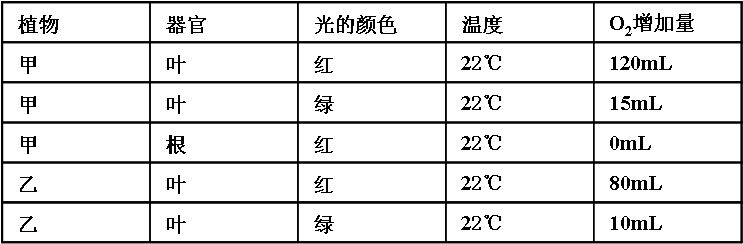 植物 器官 光的颜色 温度 O₂增加量
甲 叶 红 22℃ 120mL
甲 叶 绿 22℃ 15mL
甲 根 红 22℃ 0mL
乙 叶 红 22℃ 80mL
乙 叶 绿 22℃ 10mL